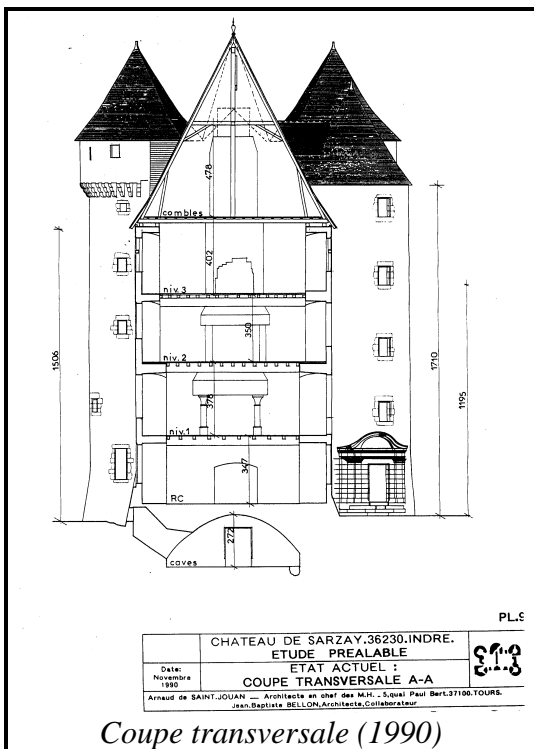 478
combles
402
niv.3
350
niv.2
378
niv.1
347
RC
272
caves
1506
1710
1195
PL.9
CHATEAU DE SARZAY.36230.INDRE.
ETUDE PREALABLE
Date:
Novembre
1990
ETAT ACTUEL :
COUPE TRANSVERSALE A-A
Arnaud de SAINT.JOUAN __ Architecte en chef des M.H. _ 5,quai Paul Bert.37100.TOURS.
Jean.Baptiste BELLON,Architecte,Collaborateur
Coupe transversale (1990)